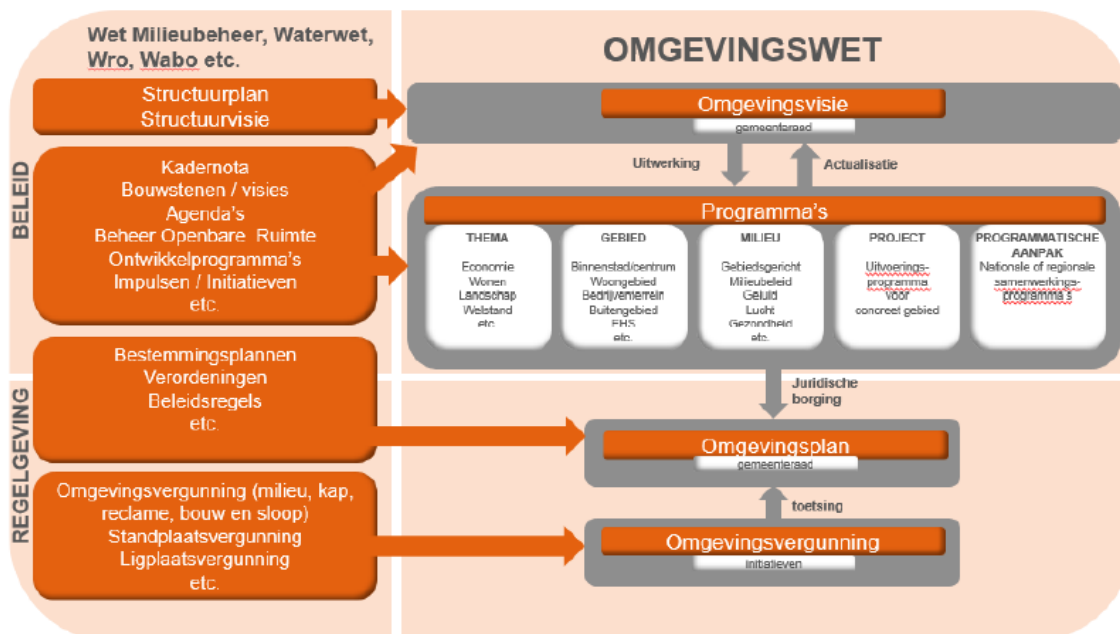 Wet Milieubeheer, Waterwet,
Wro, Wabo etc.
OMGEVINGSWET
BELEID
Structuurplan
Structuurvisie
Omgevingsvisie
gemeenteraad
Uitwerking
Actualisatie
Kadernota
Bouwstenen / visies
Agenda's
Beheer Openbare Ruimte
Ontwikkelprogramma's
Impulsen / Initiatieven
etc.
Programma's
THEMA
Economie
Wonen
Landschap
Welstand
etc.
GEBIED
Binnenstad/centrum
Woongebied
Bedrijventerrein
Buitengebied
EHS
etc.
MILIEU
Gebiedsgericht
Milieubeleid
Geluid
Lucht
Gezondheid
etc.
PROJECT
Uitvoerings-
programma
voor
concreet gebied
PROGRAMMATISCHE
AANPAK
Nationale of regionale
samenwerkings-
programma's
REGELGEVING
Bestemmingsplannen
Verordeningen
Beleidsregels
etc.
Juridische
borging
Omgevingsplan
gemeenteraad
toetsing
Omgevingsvergunning (milieu, kap,
reclame, bouw en sloop)
Standplaatsvergunning
Ligplaatsvergunning
etc.
Omgevingsvergunning
initiatieven